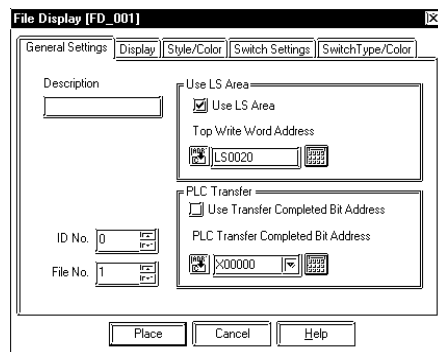 File Display [FD_001]
General Settings Display Style/Color Switch Settings SwitchType/Color
Description
Use LS Area
Use LS Area
Top Write Word Address
LS0020
PLC Transfer
Use Transfer Completed Bit Address
PLC Transfer Completed Bit Address
X00000
ID No. 0
File No. 1
Place Cancel Help